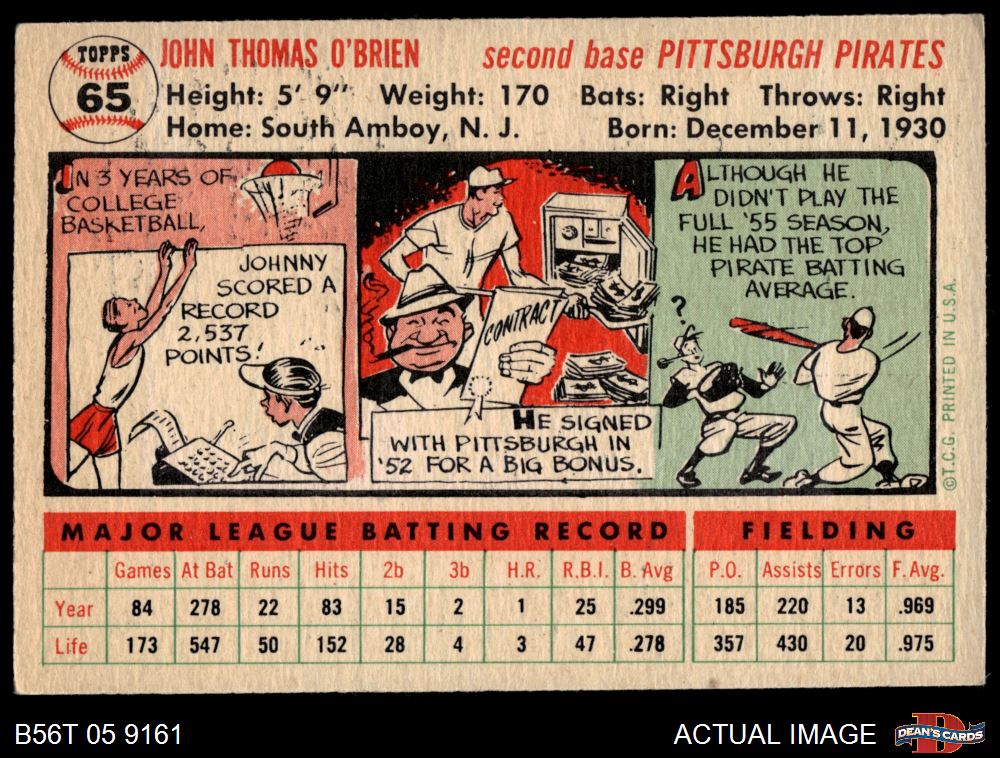 TOPPS
65
JOHN THOMAS O'BRIEN second base PITTSBURGH PIRATES
Height: 5' 9" Weight: 170 Bats: Right Throws: Right
Home: South Amboy, N. J. Born: December 11, 1930
IN 3 YEARS OF
COLLEGE
BASKETBALL,
JOHNNY
SCORED A
RECORD
2,537
POINTS!
CONTRACT
HE SIGNED
WITH PITTSBURGH IN
'52 FOR A BIG BONUS.
ALTHOUGH HE
DIDN'T PLAY THE
FULL '55 SEASON,
HE HAD THE TOP
PIRATE BATTING
AVERAGE.
?
©T.C.G. PRINTED IN U.S.A.
MAJOR LEAGUE BATTING RECORD FIELDING
Games At Bat Runs Hits 2b 3b H.R. R.B.I. B. Avg P.O. Assists Errors F. Avg.
Year 84 278 22 83 15 2 1 25 .299 185 220 13 .969
Life 173 547 50 152 28 4 3 47 .278 357 430 20 .975
B56T 05 9161 ACTUAL IMAGE
D
DEAN'S CARDS